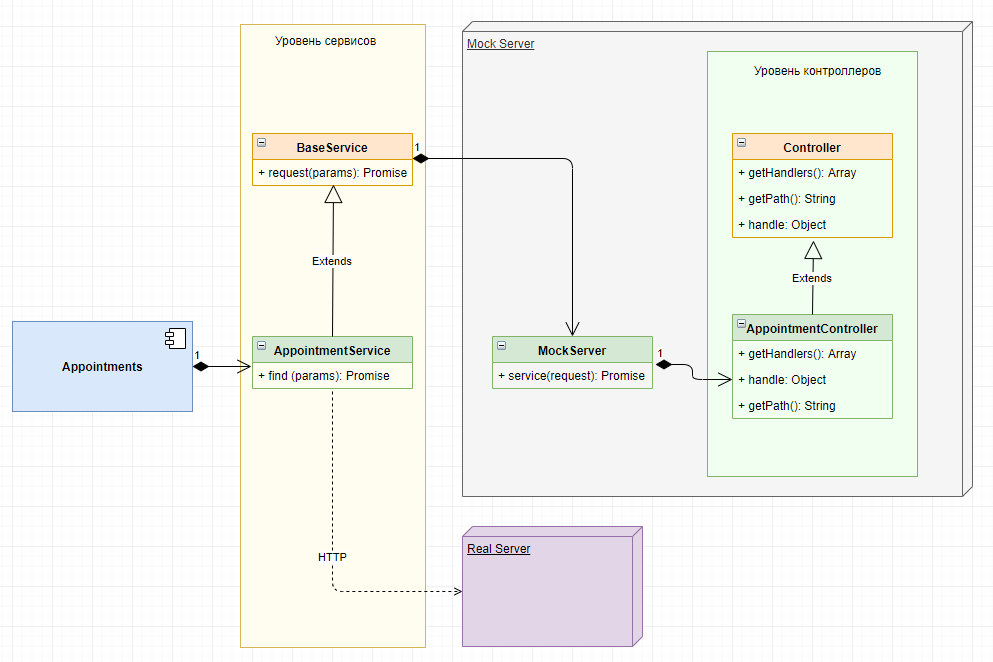 Уровень сервисов
BaseService
+ request(params): Promise
1
Extends
Appointments
1
AppointmentService
+ find (params): Promise
HTTP
Mock Server
MockServer
+ service(request): Promise
1
Уровень контроллеров
Controller
+ getHandlers(): Array
+ getPath(): String
+ handle: Object
Extends
AppointmentController
+ getHandlers(): Array
+ handle: Object
+ getPath(): String
Real Server